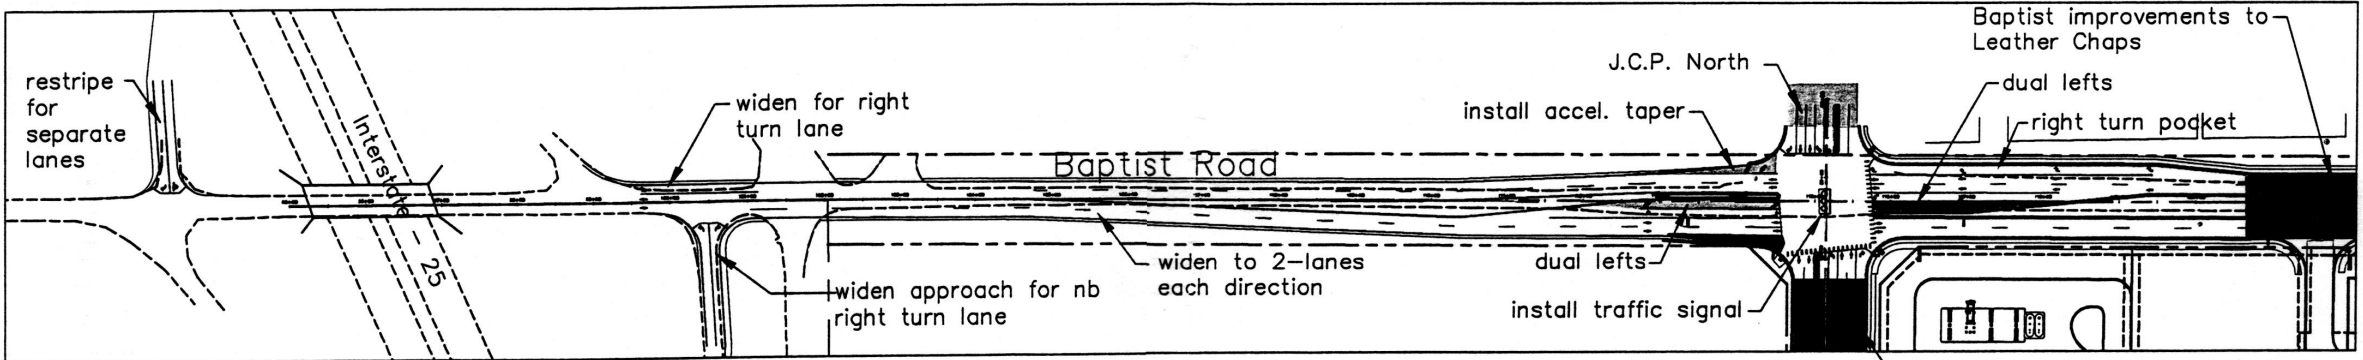 restripe
for
separate
lanes
Interstate - 25
widen for right
turn lane
widen approach for nb
right turn lane
Baptist Road
widen to 2-lanes
each direction
install accel. taper
J.C.P. North
dual lefts
install traffic signal
Baptist improvements to
Leather Chaps
dual lefts
right turn pocket